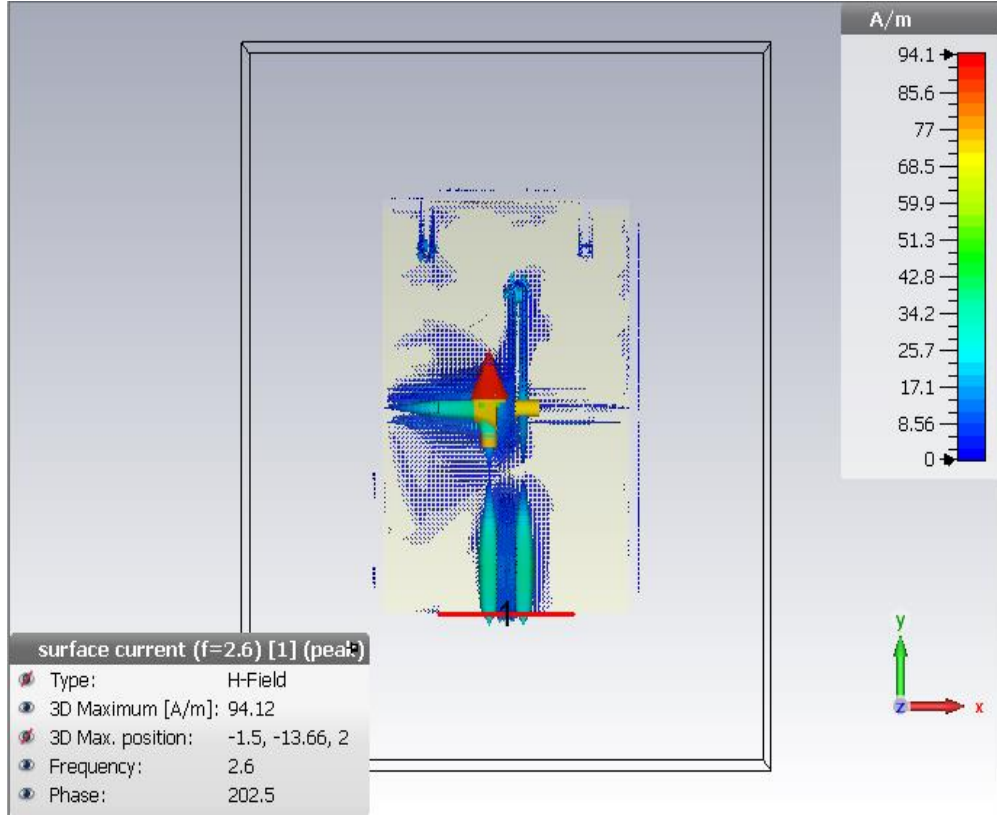 A/m
94.1
85.6
77
68.5
59.9
51.3
42.8
34.2
25.7
17.1
8.56
0
1
surface current (f=2.6) [1] (peak)
Type: H-Field
3D Maximum [A/m]: 94.12
3D Max. position: -1.5, -13.66, 2
Frequency: 2.6
Phase: 202.5
y
z
x